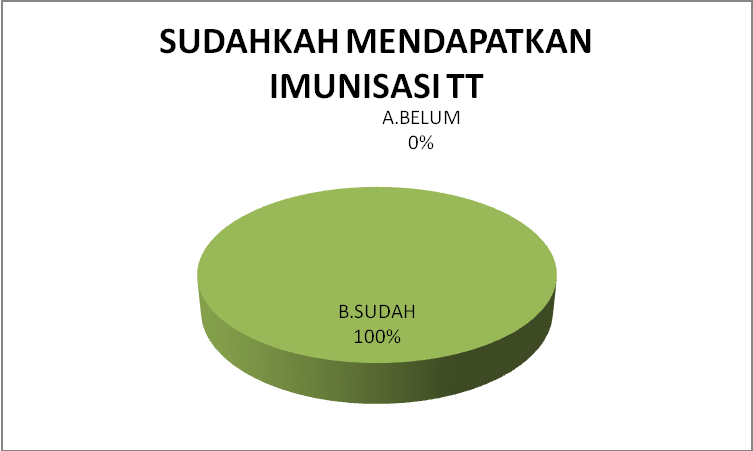 SUDAHKAH MENDAPATKAN
IMUNISASI TT
A.BELUM
0%
B.SUDAH
100%